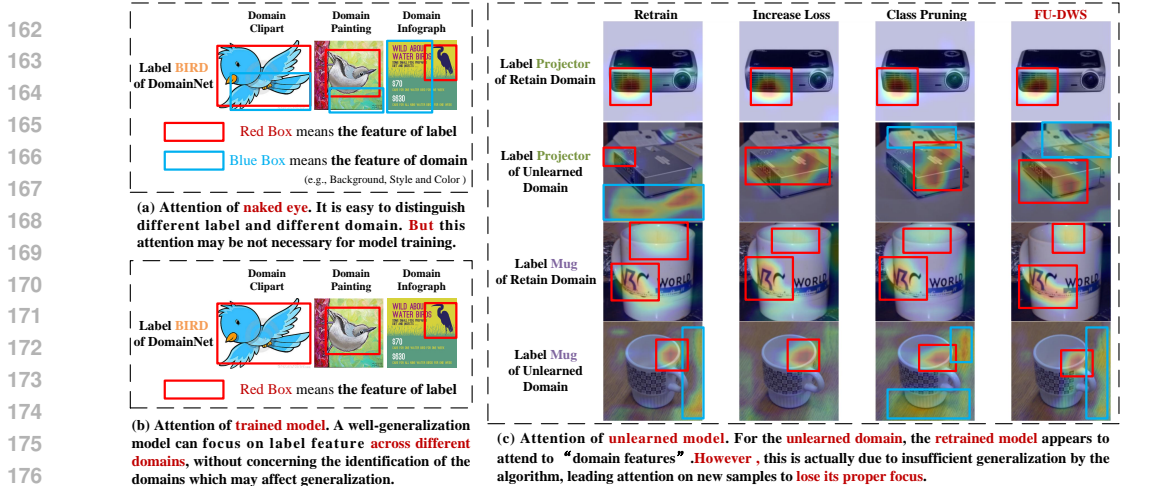 162
163
164
165
166
167
168
169
170
171
172
173
174
175
176
Domain Clipart
Domain Painting
Domain Infograph
Label BIRD
of DomainNet
WILD ABOUT
WATER BIRDS
$70
$630
Red Box means the feature of label
Blue Box means the feature of domain
(e.g., Background, Style and Color )
(a) Attention of naked eye. It is easy to distinguish
different label and different domain. But this
attention may be not necessary for model training.
Domain Clipart
Domain Painting
Domain Infograph
Label BIRD
of DomainNet
WILD ABOUT
WATER BIRDS
$70
$630
Red Box means the feature of label
(b) Attention of trained model. A well-generalization
model can focus on label feature across different
domains, without concerning the identification of the
domains which may affect generalization.
Retrain
Increase Loss
Class Pruning
FU-DWS
Label Projector
of Retain Domain
Label Projector
of Unlearned
Domain
Label Mug
of Retain Domain
WORLD
WORLD
WORLD
WORLD
Label Mug
of Unlearned
Domain
(c) Attention of unlearned model. For the unlearned domain, the retrained model appears to
attend to “domain features” .However , this is actually due to insufficient generalization by the
algorithm, leading attention on new samples to lose its proper focus.